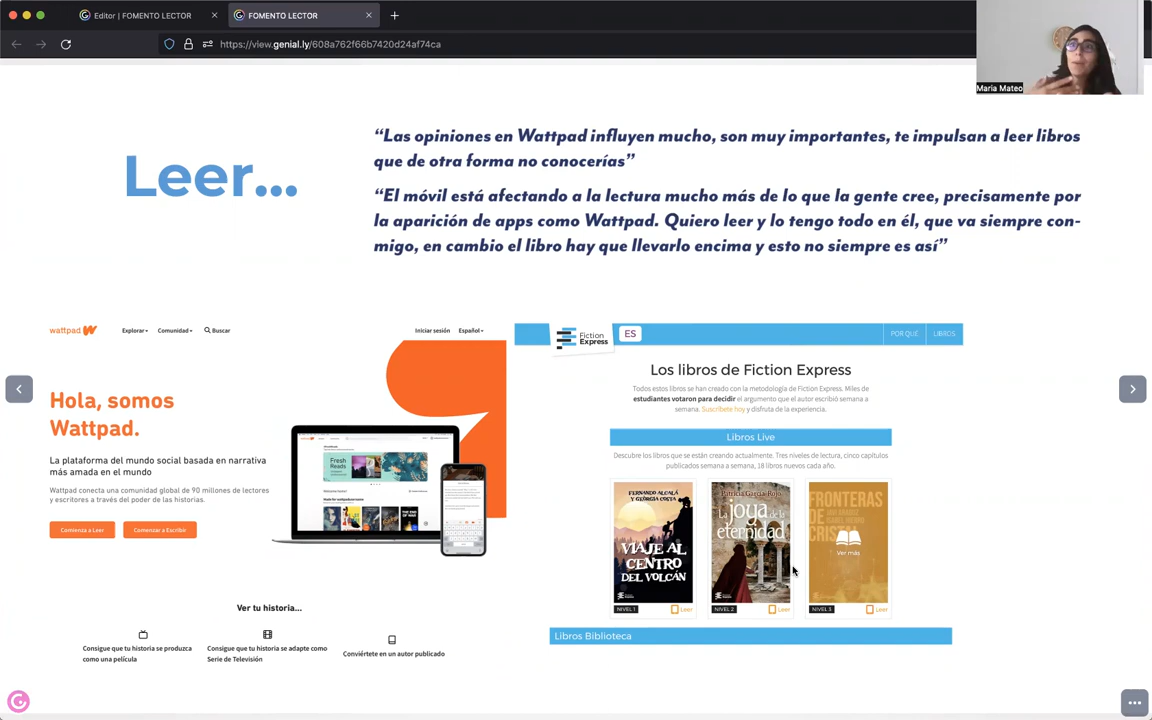 Editor | FOMENTO LECTOR
FOMENTO LECTOR
https://view.genial.ly/608a762f66b7420d24af74ca
Maria Mateo
Leer...
“Las opiniones en Wattpad influyen mucho, son muy importantes, te impulsan a leer libros
que de otra forma no conocerías”
“El móvil está afectando a la lectura mucho más de lo que la gente cree, precisamente por
la aparición de apps como Wattpad. Quiero leer y lo tengo todo en él, que va siempre con-
migo, en cambio el libro hay que llevarlo encima y esto no siempre es así”
wattpad
Explorar
Comunidad
Buscar
Iniciar sesión
Español
Hola, somos
Wattpad.
La plataforma del mundo social basada en narrativa
más amada en el mundo
Wattpad conecta una comunidad global de 90 millones de lectores
y escritores a través del poder de las historias.
Comienza a Leer
Comenzar a Escribir
Fresh
Reads
Ver tu historia...
Consigue que tu historia se produzca
como una película
Consigue que tu historia se adapte como
Serie de Televisión
Conviértete en un autor publicado
Fiction
Express
ES
POR QUÉ
LIBROS
Los libros de Fiction Express
Todos estos libros se han creado con la metodología de Fiction Express. Miles de
estudiantes votaron para decidir el argumento que el autor escribió semana a
semana. Suscríbete hoy y disfruta de la experiencia.
Libros Live
Descubre los libros que se están creando actualmente. Tres niveles de lectura, cinco capítulos
publicados semana a semana, 18 libros nuevos cada año.
FERNANDO ALCALÁ
Y GEÒRGIA COSTA
VIAJE AL
CENTRO
DEL VOLCÁN
NIVEL 1
Leer
Patricia García-Rojo
La joya de la
eternidad
NIVEL 2
Leer
FRONTERAS
DE
CRISTAL
Ver más
NIVEL 3
Leer
Libros Biblioteca